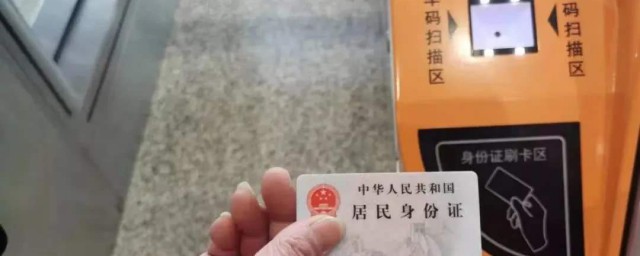 车码扫描区
码扫描区
身份证刷卡区
中华人民共和国
居民身份证